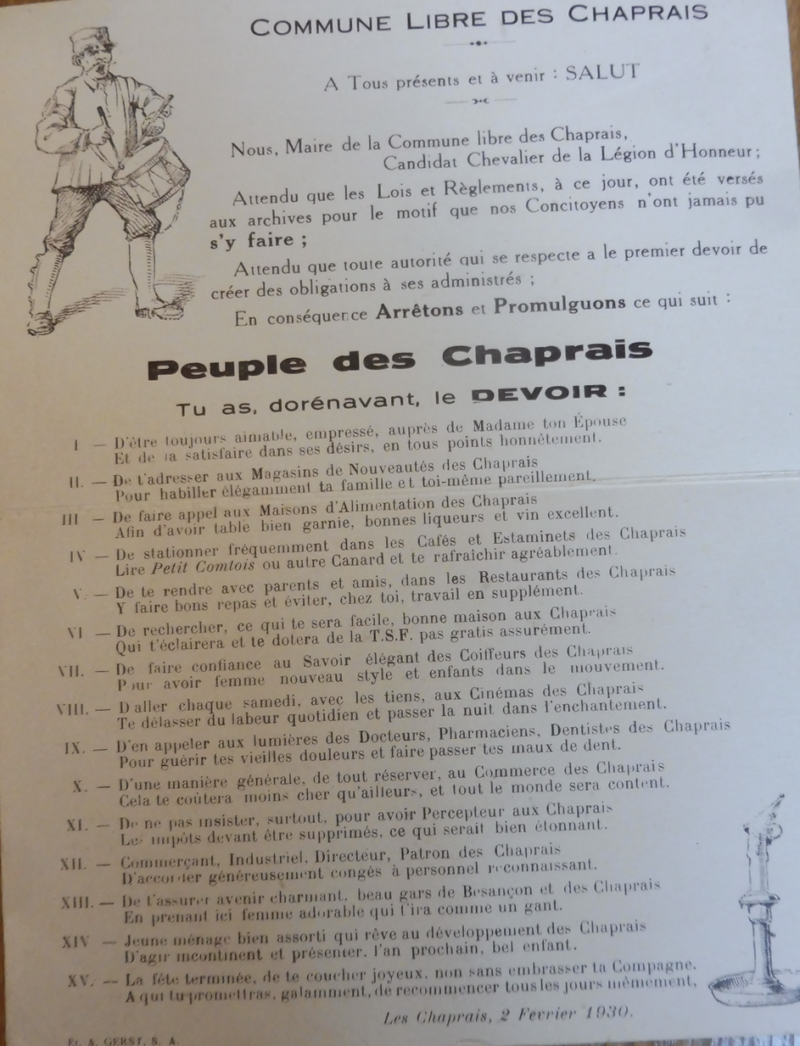 COMMUNE LIBRE DES CHAPRAIS
A Tous présents et à venir : SALUT
Nous, Maire de la Commune libre des Chaprais,
Candidat Chevalier de la Légion d'Honneur ;
Attendu que les Lois et Règlements, à ce jour, ont été versés
aux archives pour le motif que nos Concitoyens n'ont jamais pu
s'y faire ;
Attendu que toute autorité qui se respecte a le premier devoir de
créer des obligations à ses administrés ;
En conséquence Arrêtons et Promulguons ce qui suit :
Peuple des Chaprais
Tu as, dorénavant, le DEVOIR :
I — D'être toujours aimable, empressé, auprès de Madame ton Épouse
Et de la satisfaire dans ses désirs, en tous points honnêtement.
II. — De t'adresser aux Magasins de Nouveautés des Chaprais
Pour habiller élégamment ta famille et toi-même pareillement.
III — De faire appel aux Maisons d'Alimentation des Chaprais
Afin d'avoir table bien garnie, bonnes liqueurs et vin excellent.
IV — De stationner fréquemment dans les Cafés et Estaminets des Chaprais
Lire Petit Comtois ou autre Canard et te rafraîchir agréablement.
V. — De te rendre avec parents et amis, dans les Restaurants des Chaprais
Y faire bons repas et éviter, chez toi, travail en supplément.
VI — De rechercher, ce qui te sera facile, bonne maison aux Chaprais
Qui t'éclairera et te dotera de la T.S.F. pas gratis assurément.
VII. — De faire confiance au Savoir élégant des Coiffeurs des Chaprais
Pour avoir femme nouveau style et enfants dans le mouvement.
VIII. — D'aller chaque samedi, avec les tiens, aux Cinémas des Chaprais
Te délasser du labeur quotidien et passer la nuit dans l'enchantement.
IX. — D'en appeler aux lumières des Docteurs, Pharmaciens, Dentistes des Chaprais
Pour guérir tes vieilles douleurs et faire passer tes maux de dent.
X. — D'une manière générale, de tout réserver, au Commerce des Chaprais
Cela te coûtera moins cher qu'ailleurs, et tout le monde sera content.
XI. — De ne pas insister, surtout, pour avoir Percepteur aux Chaprais
Les impôts devant être supprimés, ce qui serait bien étonnant.
XII. — Commerçant, Industriel, Directeur, Patron des Chaprais
D'accorder généreusement congés à personnel reconnaissant.
XIII. — De t'assurer avenir charmant, beau gars de Besançon et des Chaprais
En prenant ici femme adorable qui t'ira comme un gant.
XIV — Jeune ménage bien assorti qui rêve au développement des Chaprais
D'agir incontinent et présenter, l'an prochain, bel enfant.
XV. — La fête terminée, de te coucher joyeux, non sans embrasser ta Compagne.
A qui tu promettras, galamment, de recommencer tous les jours mêmement.
Les Chaprais, 2 Février 1930.
A. GERST, S. A.